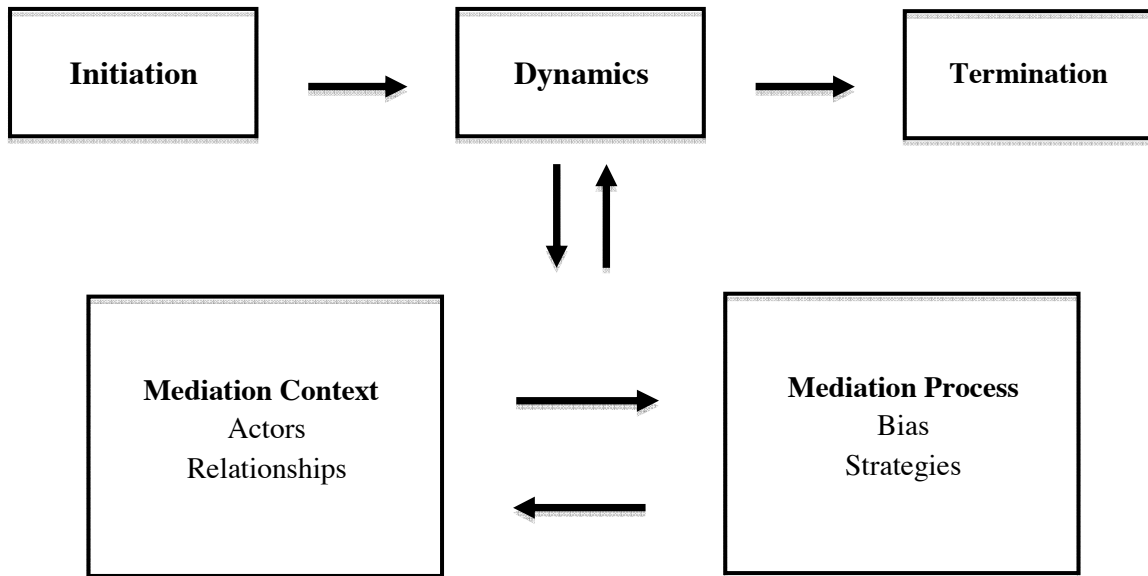 Initiation
Dynamics
Termination
Mediation Context
Actors
Relationships
Mediation Process
Bias
Strategies